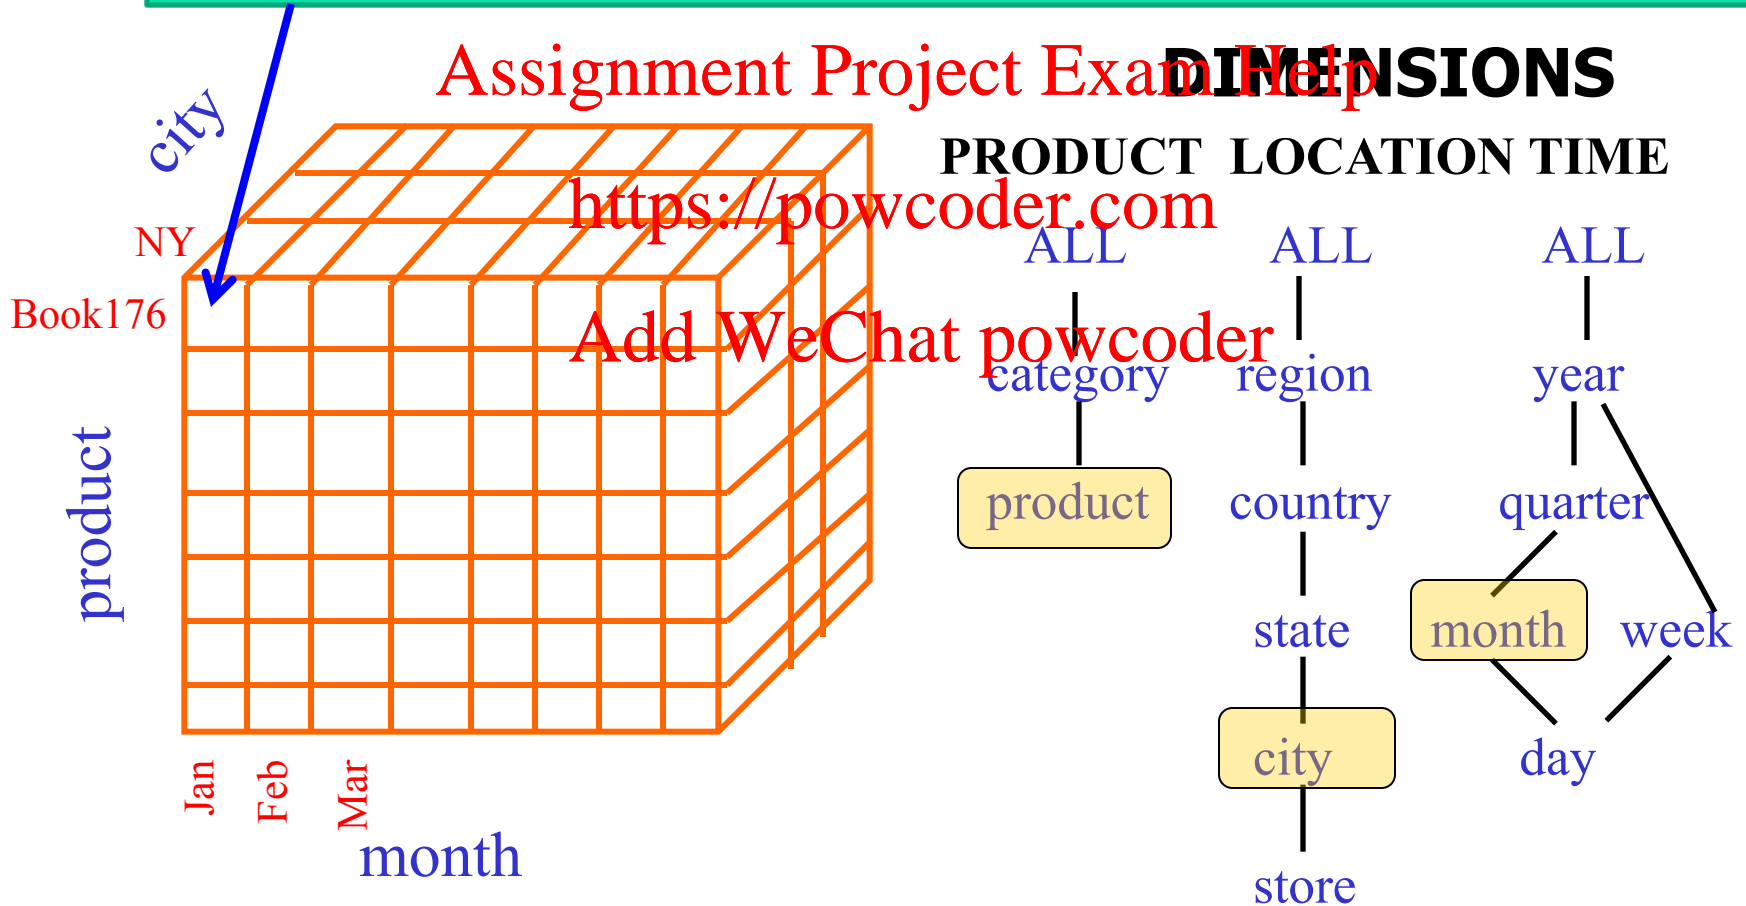 Assignment Project Exam Help
DIMENSIONS
city
PRODUCT LOCATION TIME
https://powcoder.com
NY
ALL ALL ALL
Book176
Add WeChat powcoder
category region year
product
product country quarter
state month week
city day
Jan Feb Mar
month
store